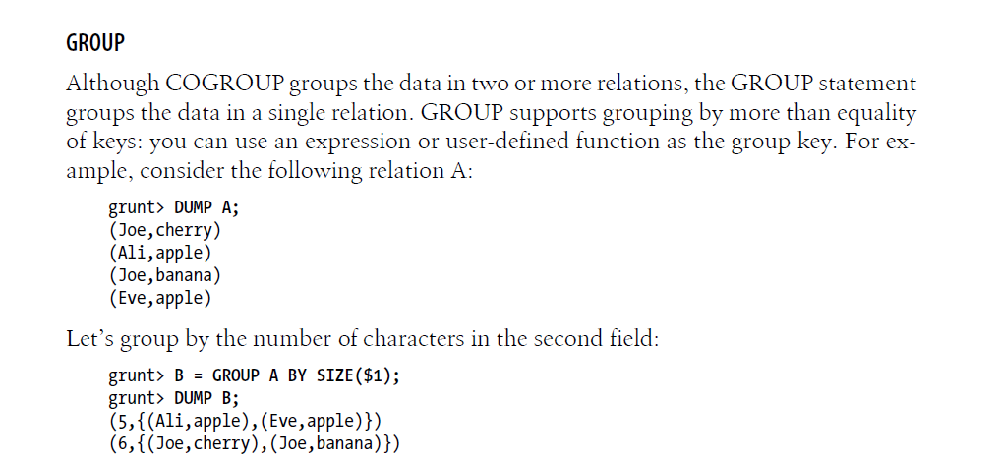 GROUP
Although COGROUP groups the data in two or more relations, the GROUP statement
groups the data in a single relation. GROUP supports grouping by more than equality
of keys: you can use an expression or user-defined function as the group key. For ex-
ample, consider the following relation A:
grunt> DUMP A;
(Joe,cherry)
(Ali,apple)
(Joe,banana)
(Eve,apple)
Let’s group by the number of characters in the second field:
grunt> B = GROUP A BY SIZE($1);
grunt> DUMP B;
(5,{(Ali,apple),(Eve,apple)})
(6,{(Joe,cherry),(Joe,banana)})